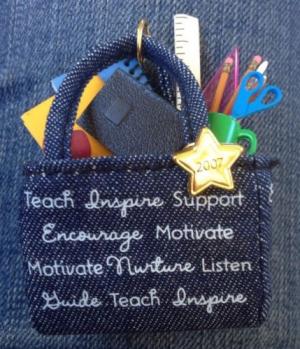 2007
Teach Inspire Support
Encourage Motivate
Motivate Nurture Listen
Guide Teach Inspire